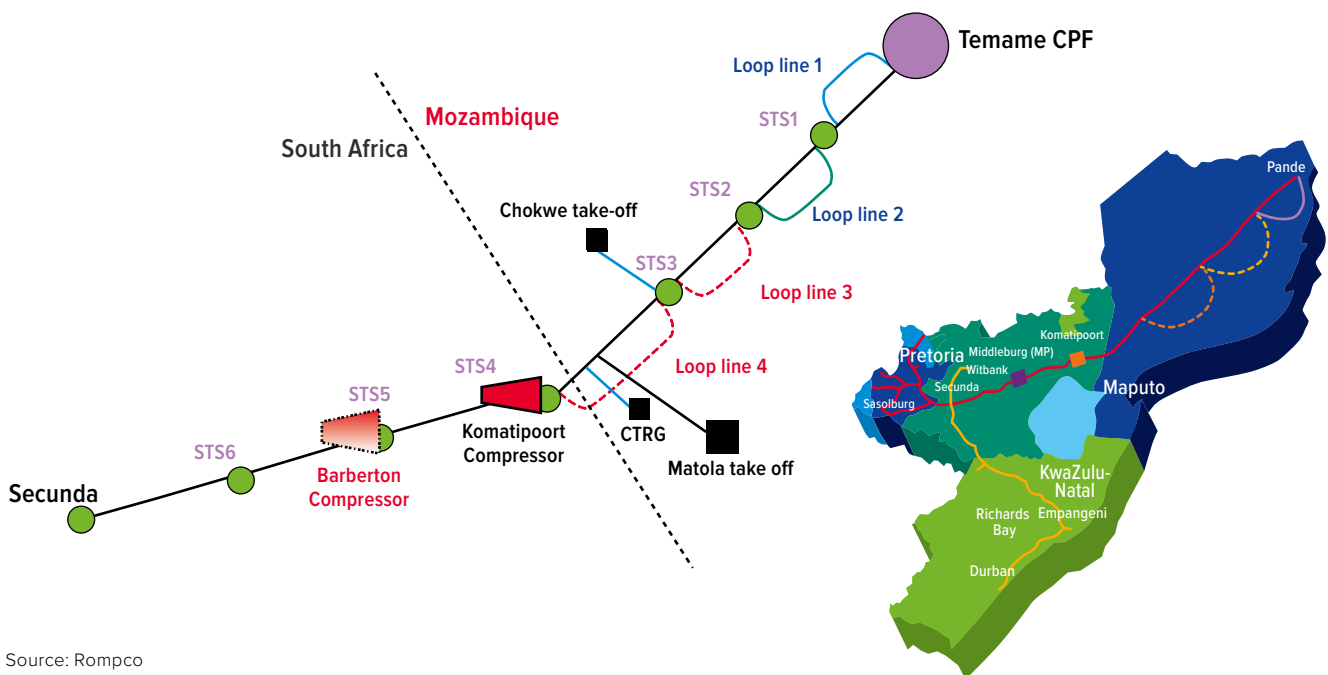 Temame CPF
Loop line 1
Mozambique
STS1
South Africa
STS2
Chokwe take-off
Loop line 2
STS3
Loop line 3
STS4
Loop line 4
STS5
Komatipoort
Compressor
CTRG
Matola take off
STS6
Barberton
Compressor
Secunda
Pande
Komatipoort
Pretoria
Middleburg (MP)
Witbank
Secunda
Maputo
Sasolburg
KwaZulu-
Natal
Richards
Bay
Empangeni
Durban
Source: Rompco